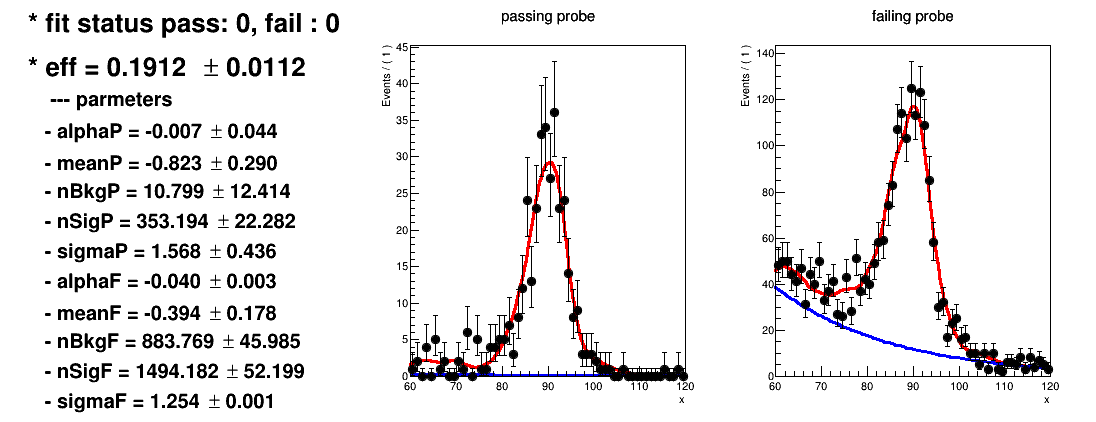 * fit status pass: 0, fail : 0
* eff = 0.1912 ± 0.0112
--- parmeters
- alphaP = -0.007 ± 0.044
- meanP = -0.823 ± 0.290
- nBkgP = 10.799 ± 12.414
- nSigP = 353.194 ± 22.282
- sigmaP = 1.568 ± 0.436
- alphaF = -0.040 ± 0.003
- meanF = -0.394 ± 0.178
- nBkgF = 883.769 ± 45.985
- nSigF = 1494.182 ± 52.199
- sigmaF = 1.254 ± 0.001
passing probe
Events / ( 1 )
45
40
35
30
25
20
15
10
5
0
60 70 80 90 100 110 120
x
failing probe
Events / ( 1 )
140
120
100
80
60
40
20
0
60 70 80 90 100 110 120
x